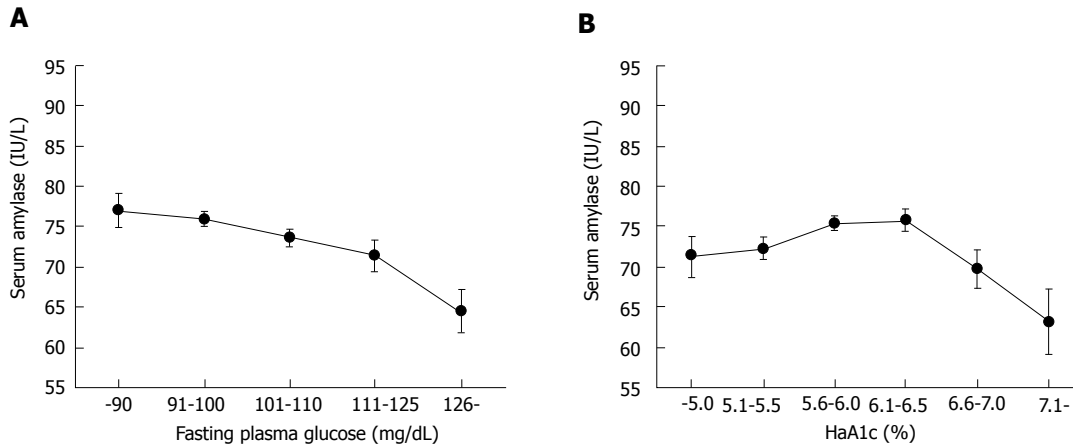 A
95
90
85
80
75
70
65
60
55
Serum amylase (IU/L)
-90 91-100 101-110 111-125 126-
Fasting plasma glucose (mg/dL)
B
95
90
85
80
75
70
65
60
55
Serum amylase (IU/L)
-5.0 5.1-5.5 5.6-6.0 6.1-6.5 6.6-7.0 7.1-
HaA1c (%)